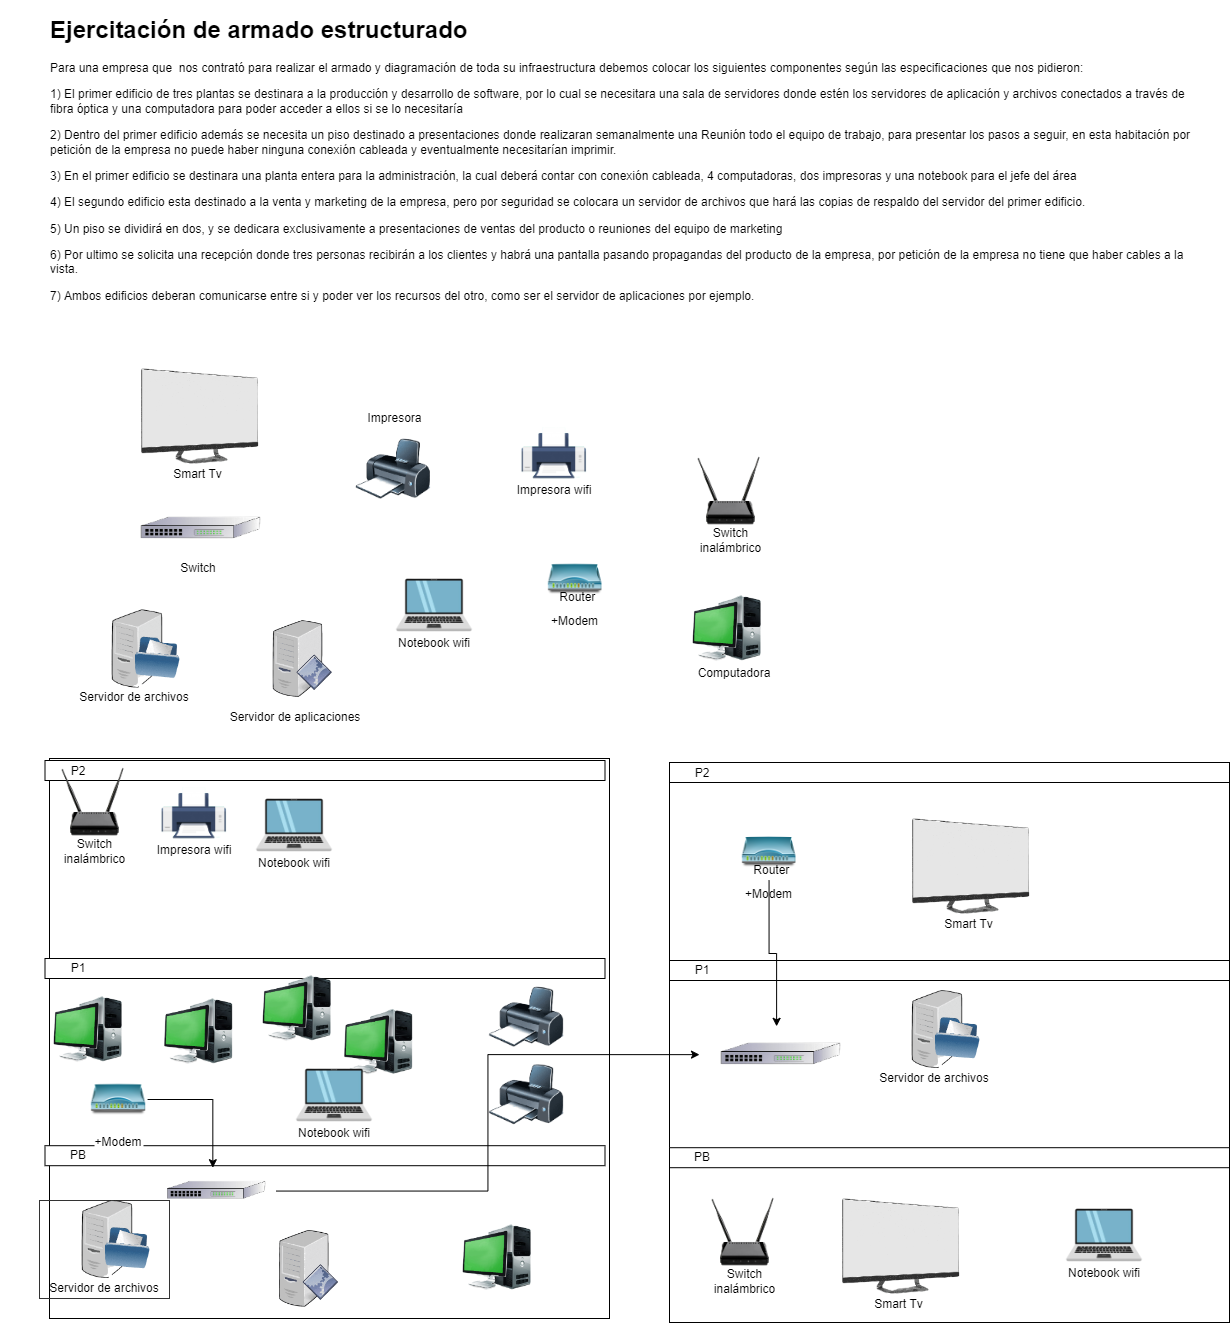 Ejercitación de armado estructurado
Para una empresa que  nos contrató para realizar el armado y diagramación de toda su infraestructura debemos colocar los siguientes componentes según las especificaciones que nos pidieron:
1) El primer edificio de tres plantas se destinara a la producción y desarrollo de software, por lo cual se necesitara una sala de servidores donde estén los servidores de aplicación y archivos conectados a través de
fibra óptica y una computadora para poder acceder a ellos si se lo necesitaría
2) Dentro del primer edificio además se necesita un piso destinado a presentaciones donde realizaran semanalmente una Reunión todo el equipo de trabajo, para presentar los pasos a seguir, en esta habitación por
petición de la empresa no puede haber ninguna conexión cableada y eventualmente necesitarían imprimir.
3) En el primer edificio se destinara una planta entera para la administración, la cual deberá contar con conexión cableada, 4 computadoras, dos impresoras y una notebook para el jefe del área
4) El segundo edificio esta destinado a la venta y marketing de la empresa, pero por seguridad se colocara un servidor de archivos que hará las copias de respaldo del servidor del primer edificio.
5) Un piso se dividirá en dos, y se dedicara exclusivamente a presentaciones de ventas del producto o reuniones del equipo de marketing
6) Por ultimo se solicita una recepción donde tres personas recibirán a los clientes y habrá una pantalla pasando propagandas del producto de la empresa, por petición de la empresa no tiene que haber cables a la
vista.
7) Ambos edificios deberan comunicarse entre si y poder ver los recursos del otro, como ser el servidor de aplicaciones por ejemplo.
Smart Tv
Impresora
Impresora wifi
Switch
inalámbrico
Switch
Notebook wifi
Router
+Modem
Computadora
Servidor de archivos
Servidor de aplicaciones
P2
Switch
inalámbrico
Impresora wifi
Notebook wifi
P1
Notebook wifi
+Modem
PB
Servidor de archivos
P2
Router
+Modem
Smart Tv
P1
Servidor de archivos
PB
Switch
inalámbrico
Smart Tv
Notebook wifi